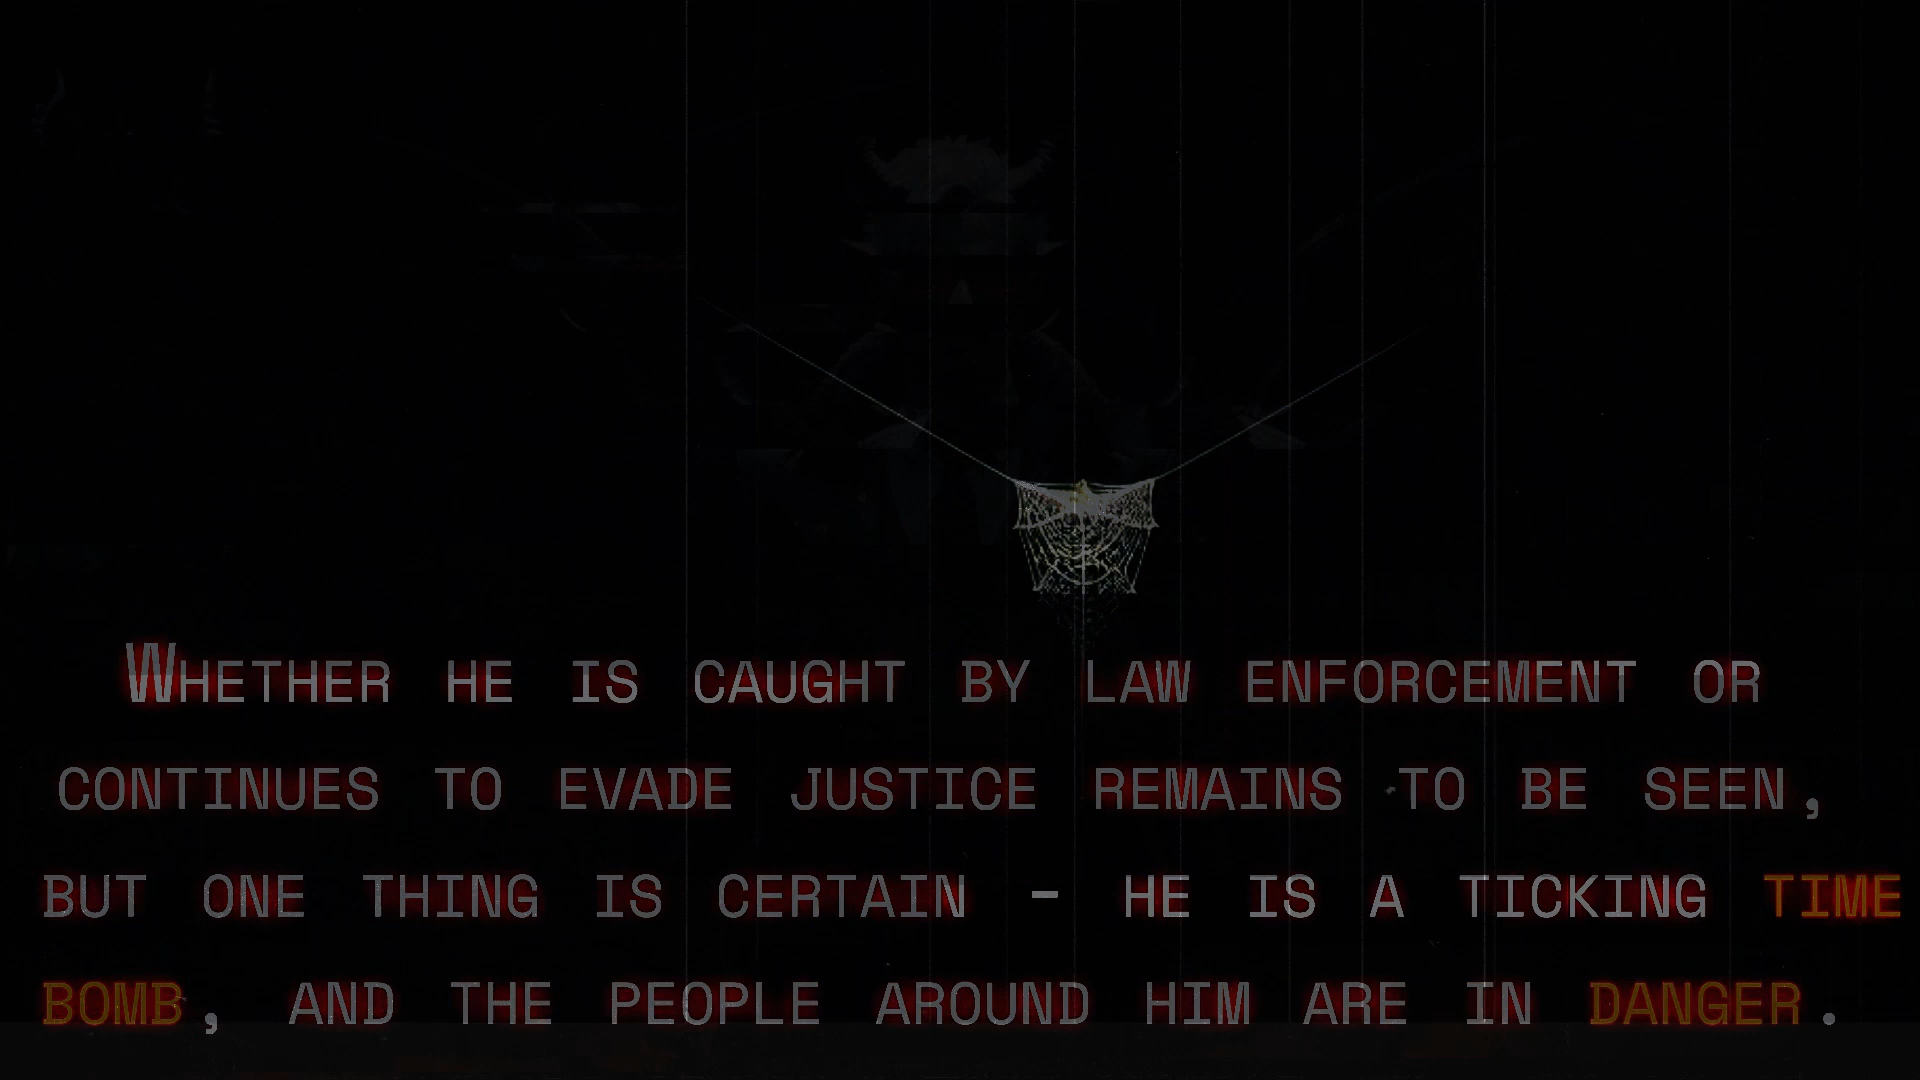 Whether he is caught by law enforcement or
continues to evade justice remains to be seen,
but one thing is certain - he is a ticking time
bomb, and the people around him are in danger.